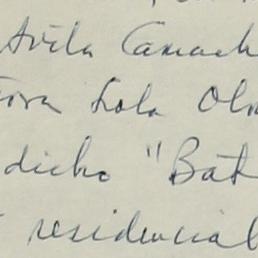 Avila Camach
Lola Ol
dicho "Bat
residencial